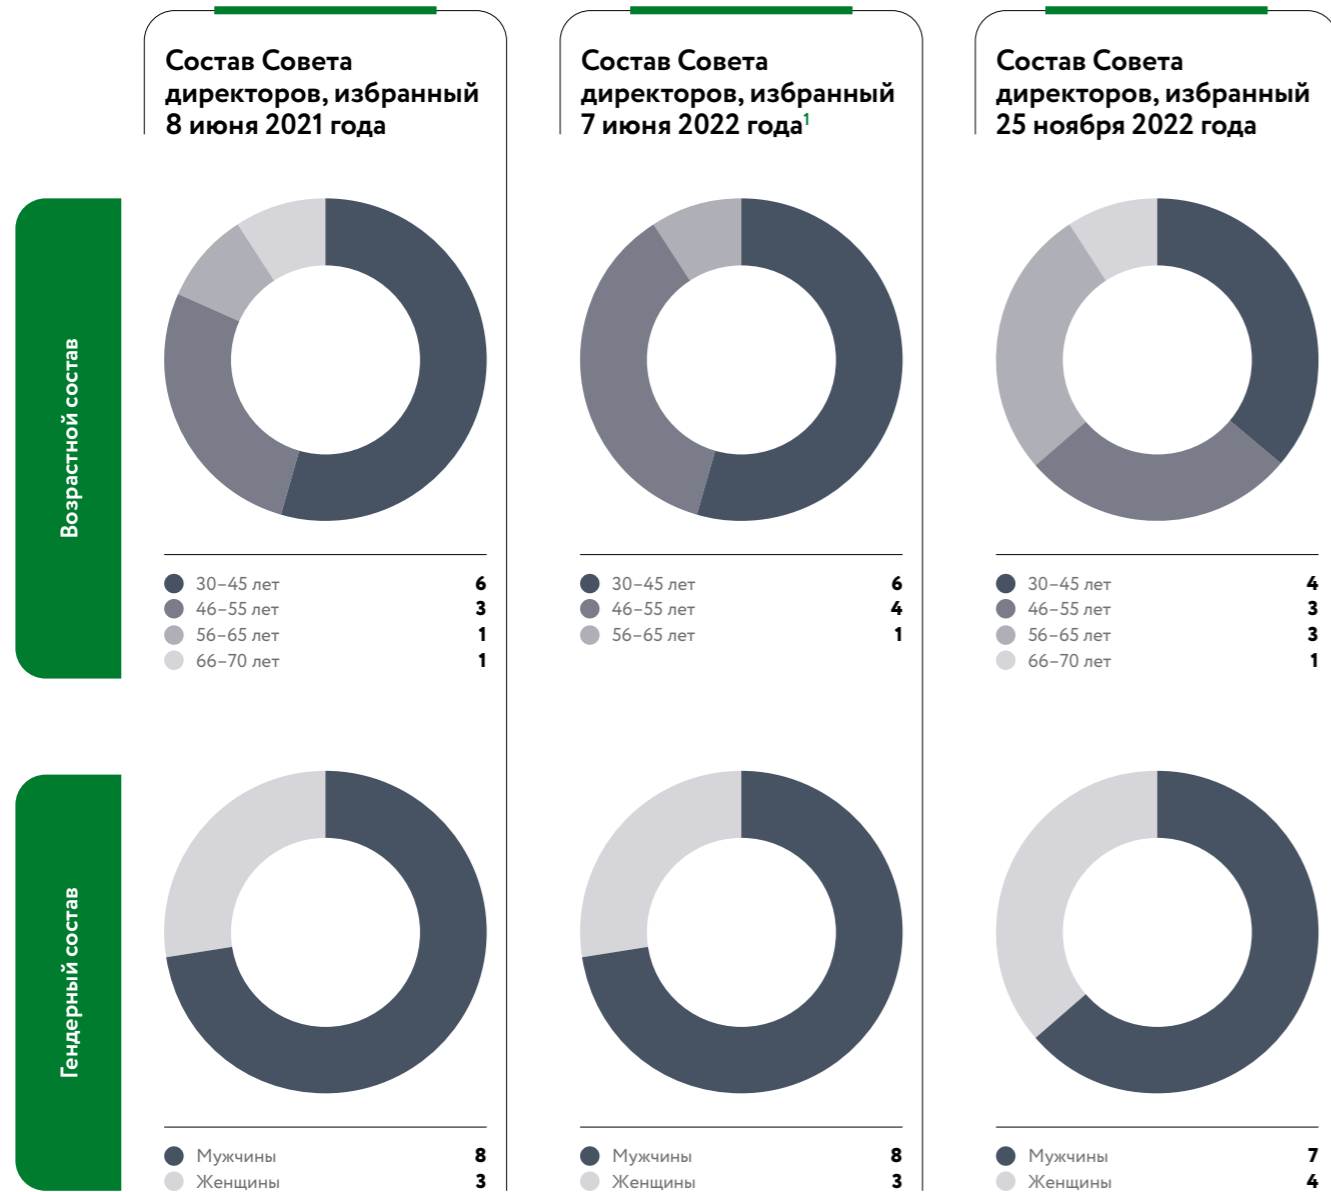 Состав Совета
директоров, избранный
8 июня 2021 года
Состав Совета
директоров, избранный
7 июня 2022 года¹
Состав Совета
директоров, избранный
25 ноября 2022 года
Возрастной состав
30–45 лет 6
46–55 лет 3
56–65 лет 1
66–70 лет 1
30–45 лет 6
46–55 лет 4
56–65 лет 1
30–45 лет 4
46–55 лет 3
56–65 лет 3
66–70 лет 1
Гендерный состав
Мужчины 8
Женщины 3
Мужчины 8
Женщины 3
Мужчины 7
Женщины 4